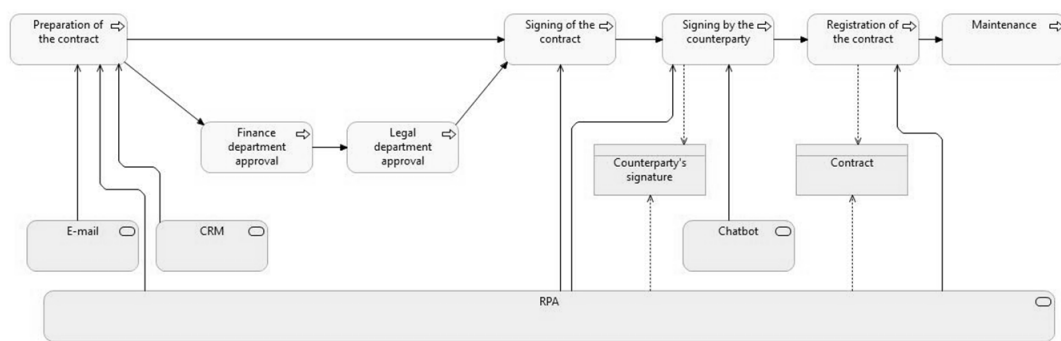 Preparation of
the contract
Signing of the
contract
Signing by the
counterparty
Registration of
the contract
Maintenance
Finance
department
approval
Legal
department
approval
Counterparty's
signature
Contract
E-mail
CRM
Chatbot
RPA